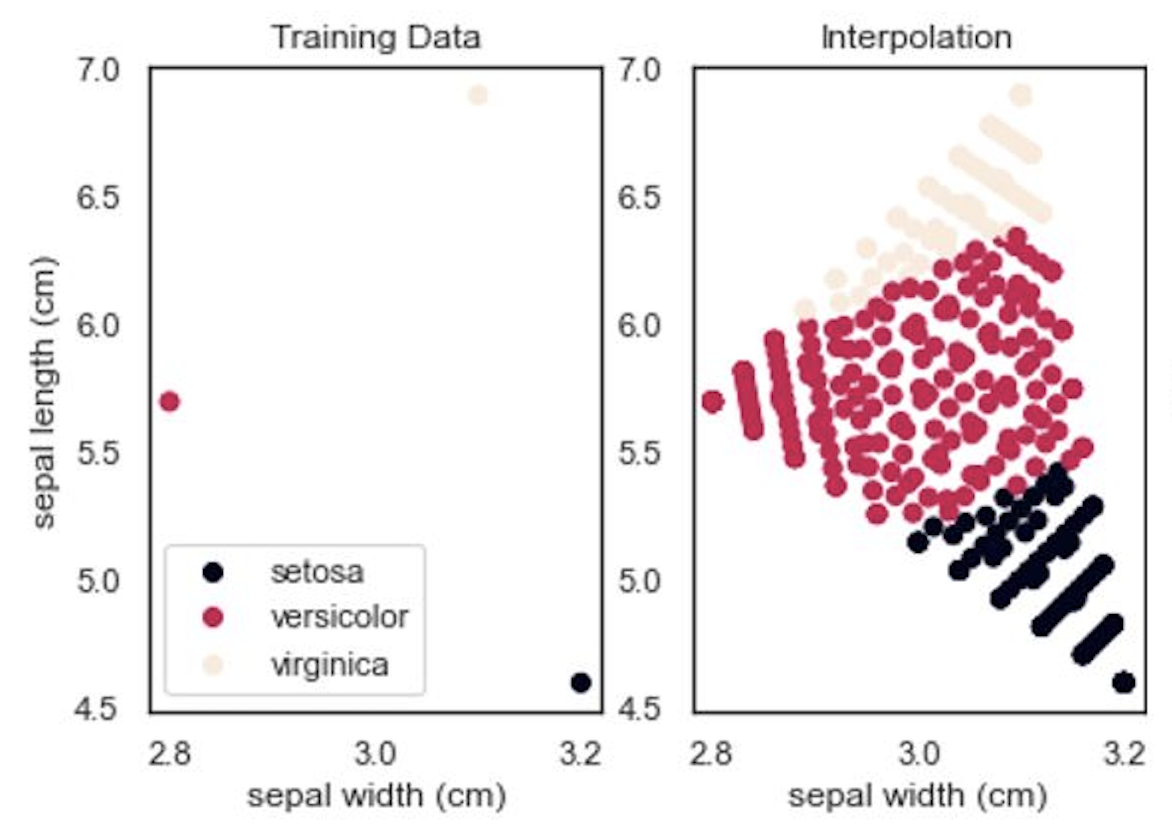 Training Data
7.0
6.5
6.0
5.5
5.0
4.5
sepal length (cm)
setosa
versicolor
virginica
2.8 3.0 3.2
sepal width (cm)
Interpolation
7.0
6.5
6.0
5.5
5.0
4.5
2.8 3.0 3.2
sepal width (cm)